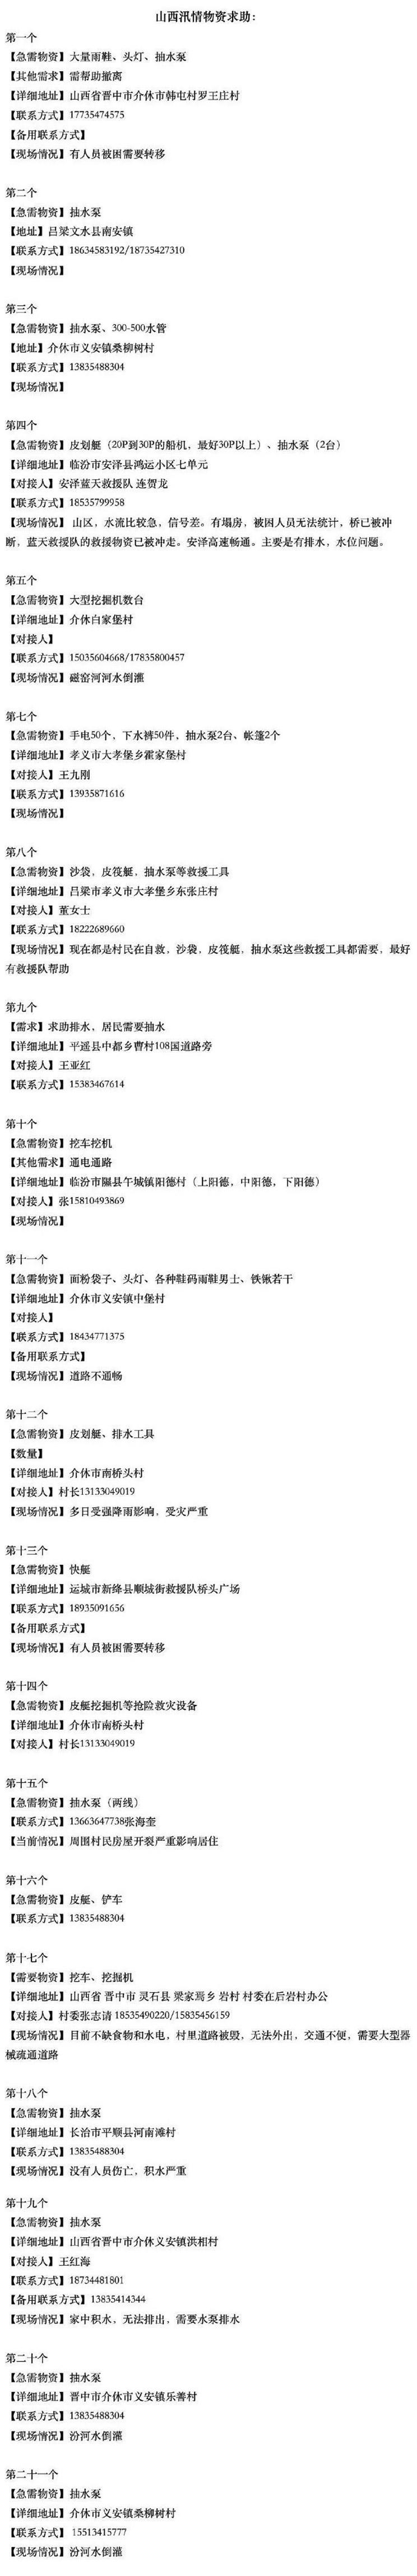 山西汛情物资求助：
第一个
【急需物资】大量雨鞋、头灯、抽水泵
【其他需求】需帮助撤离
【详细地址】山西省晋中市介休市韩屯村罗王庄村
【联系方式】17735474575
【备用联系方式】
【现场情况】有人员被困需要转移
第二个
【急需物资】抽水泵
【地址】吕梁文水县南安镇
【联系方式】18634583192/18735427310
【现场情况】
第三个
【急需物资】抽水泵、300-500水管
【地址】介休市义安镇桑柳树村
【联系方式】13835488304
【现场情况】
第四个
【急需物资】皮划艇（20P到30P的船机，最好30P以上）、抽水泵（2台）
【详细地址】临汾市安泽县鸿运小区七单元
【对接人】安泽蓝天救援队 连贺龙
【联系方式】18535799958
【现场情况】 山区，水流比较急，信号差。有塌房，被困人员无法统计，桥已被冲
断，蓝天救援队的救援物资已被冲走。安泽高速畅通。主要是有排水，水位问题。
第五个
【急需物资】大型挖掘机数台
【详细地址】介休白家堡村
【对接人】
【联系方式】15035604668/17835800457
【现场情况】磁窑河河水倒灌
第七个
【急需物资】手电50个，下水裤50件，抽水泵2台、帐篷2个
【详细地址】孝义市大孝堡乡霍家堡村
【对接人】王九刚
【联系方式】13935871616
【现场情况】
第八个
【急需物资】沙袋，皮筏艇，抽水泵等救援工具
【详细地址】吕梁市孝义市大孝堡乡东张庄村
【对接人】董女士
【联系方式】18222689660
【现场情况】现在都是村民在自救，沙袋，皮筏艇，抽水泵这些救援工具都需要，最好
有救援队帮助
第九个
【需求】求助排水，居民需要抽水
【详细地址】平遥县中都乡曹村108国道路旁
【对接人】王亚红
【联系方式】15383467614
第十个
【急需物资】挖车挖机
【其他需求】通电通路
【详细地址】临汾市隰县午城镇阳德村（上阳德，中阳德，下阳德）
【对接人】张15810493869
【现场情况】
第十一个
【急需物资】面粉袋子、头灯、各种鞋码雨鞋男士、铁锹若干
【详细地址】介休市义安镇中堡村
【对接人】
【联系方式】18434771375
【备用联系方式】
【现场情况】道路不通畅
第十二个
【急需物资】皮划艇、排水工具
【数量】
【详细地址】介休市南桥头村
【对接人】村长13133049019
【现场情况】多日受强降雨影响，受灾严重
第十三个
【急需物资】快艇
【详细地址】运城市新绛县顺城街救援队桥头广场
【联系方式】18935091656
【备用联系方式】
【现场情况】有人员被困需要转移
第十四个
【急需物资】皮艇挖掘机等抢险救灾设备
【详细地址】介休市南桥头村
【对接人】村长13133049019
第十五个
【急需物资】抽水泵（两线）
【联系方式】13663647738张海奎
【当前情况】周围村民房屋开裂严重影响居住
第十六个
【急需物资】皮艇、铲车
【联系方式】13835488304
第十七个
【需要物资】挖车、挖掘机
【详细地址】山西省 晋中市 灵石县 梁家焉乡 岩村 村委在后岩村办公
【对接人】村委张志请 18535490220/15835456159
【现场情况】目前不缺食物和水电，村里道路被毁，无法外出，交通不便，需要大型器
械疏通道路
第十八个
【急需物资】抽水泵
【详细地址】长治市平顺县河南滩村
【联系方式】13835488304
【现场情况】没有人员伤亡，积水严重
第十九个
【急需物资】抽水泵
【详细地址】山西省晋中市介休义安镇洪相村
【对接人】王红海
【联系方式】18734481801
【备用联系方式】13835414344
【现场情况】家中积水，无法排出，需要水泵排水
第二十个
【急需物资】抽水泵
【详细地址】晋中市介休市义安镇乐善村
【联系方式】13835488304
【现场情况】汾河水倒灌
第二十一个
【急需物资】抽水泵
【详细地址】介休市义安镇桑柳树村
【联系方式】 15513415777
【现场情况】汾河水倒灌